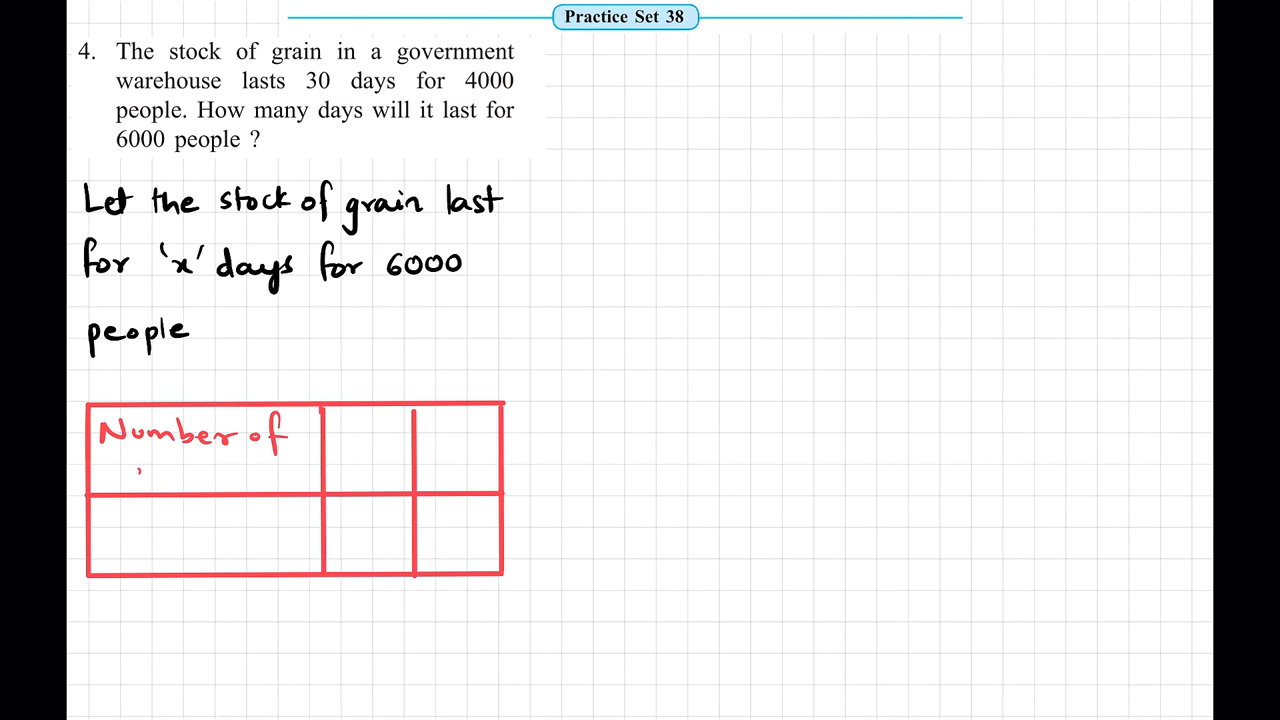 Practice Set 38
4. The stock of grain in a government
warehouse lasts 30 days for 4000
people. How many days will it last for
6000 people ?
Let the stock of grain last
for 'x' days for 6000
people
Number of